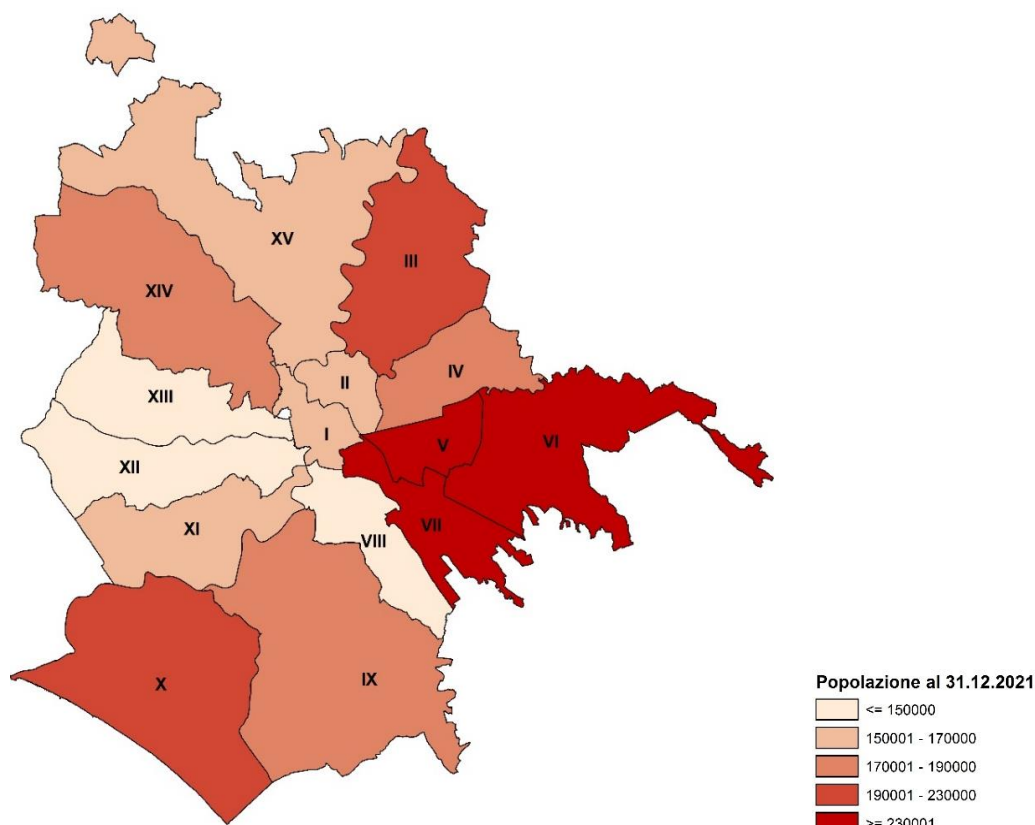 XV
III
XIV
IV
II
XIII
I
V
VI
XII
XI
VII
VIII
X
IX
Popolazione al 31.12.2021
<= 150000
150001 - 170000
170001 - 190000
190001 - 230000
>= 230001